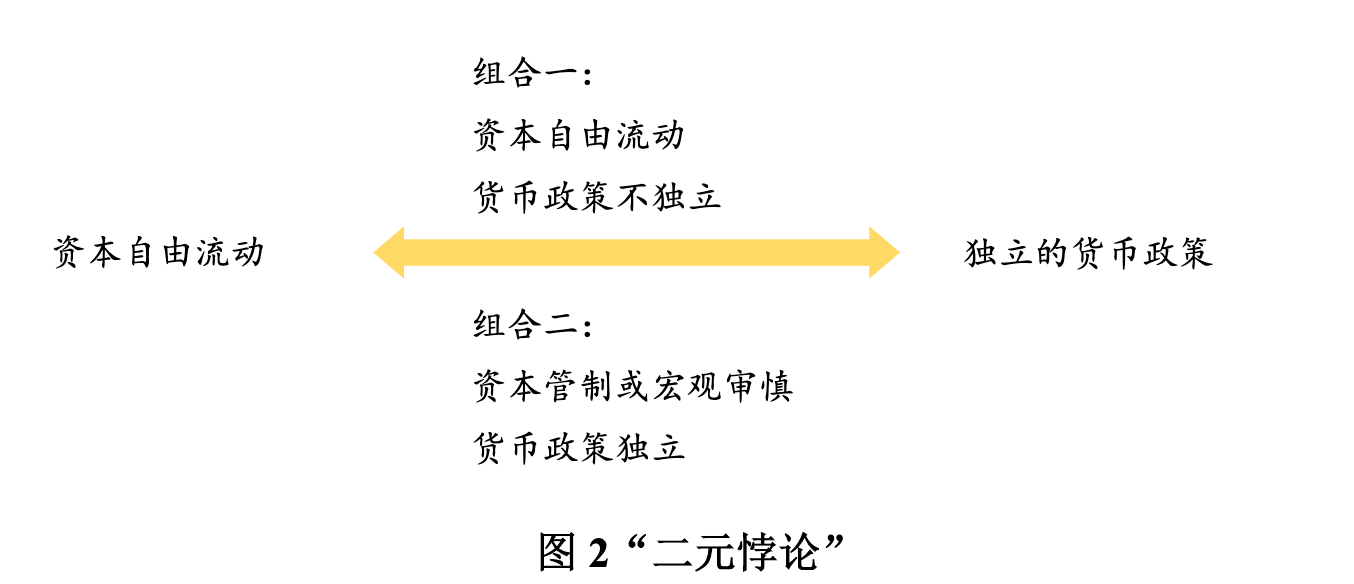 组合一：
资本自由流动
货币政策不独立
资本自由流动
独立的货币政策
组合二：
资本管制或宏观审慎
货币政策独立
图 2“二元悖论”